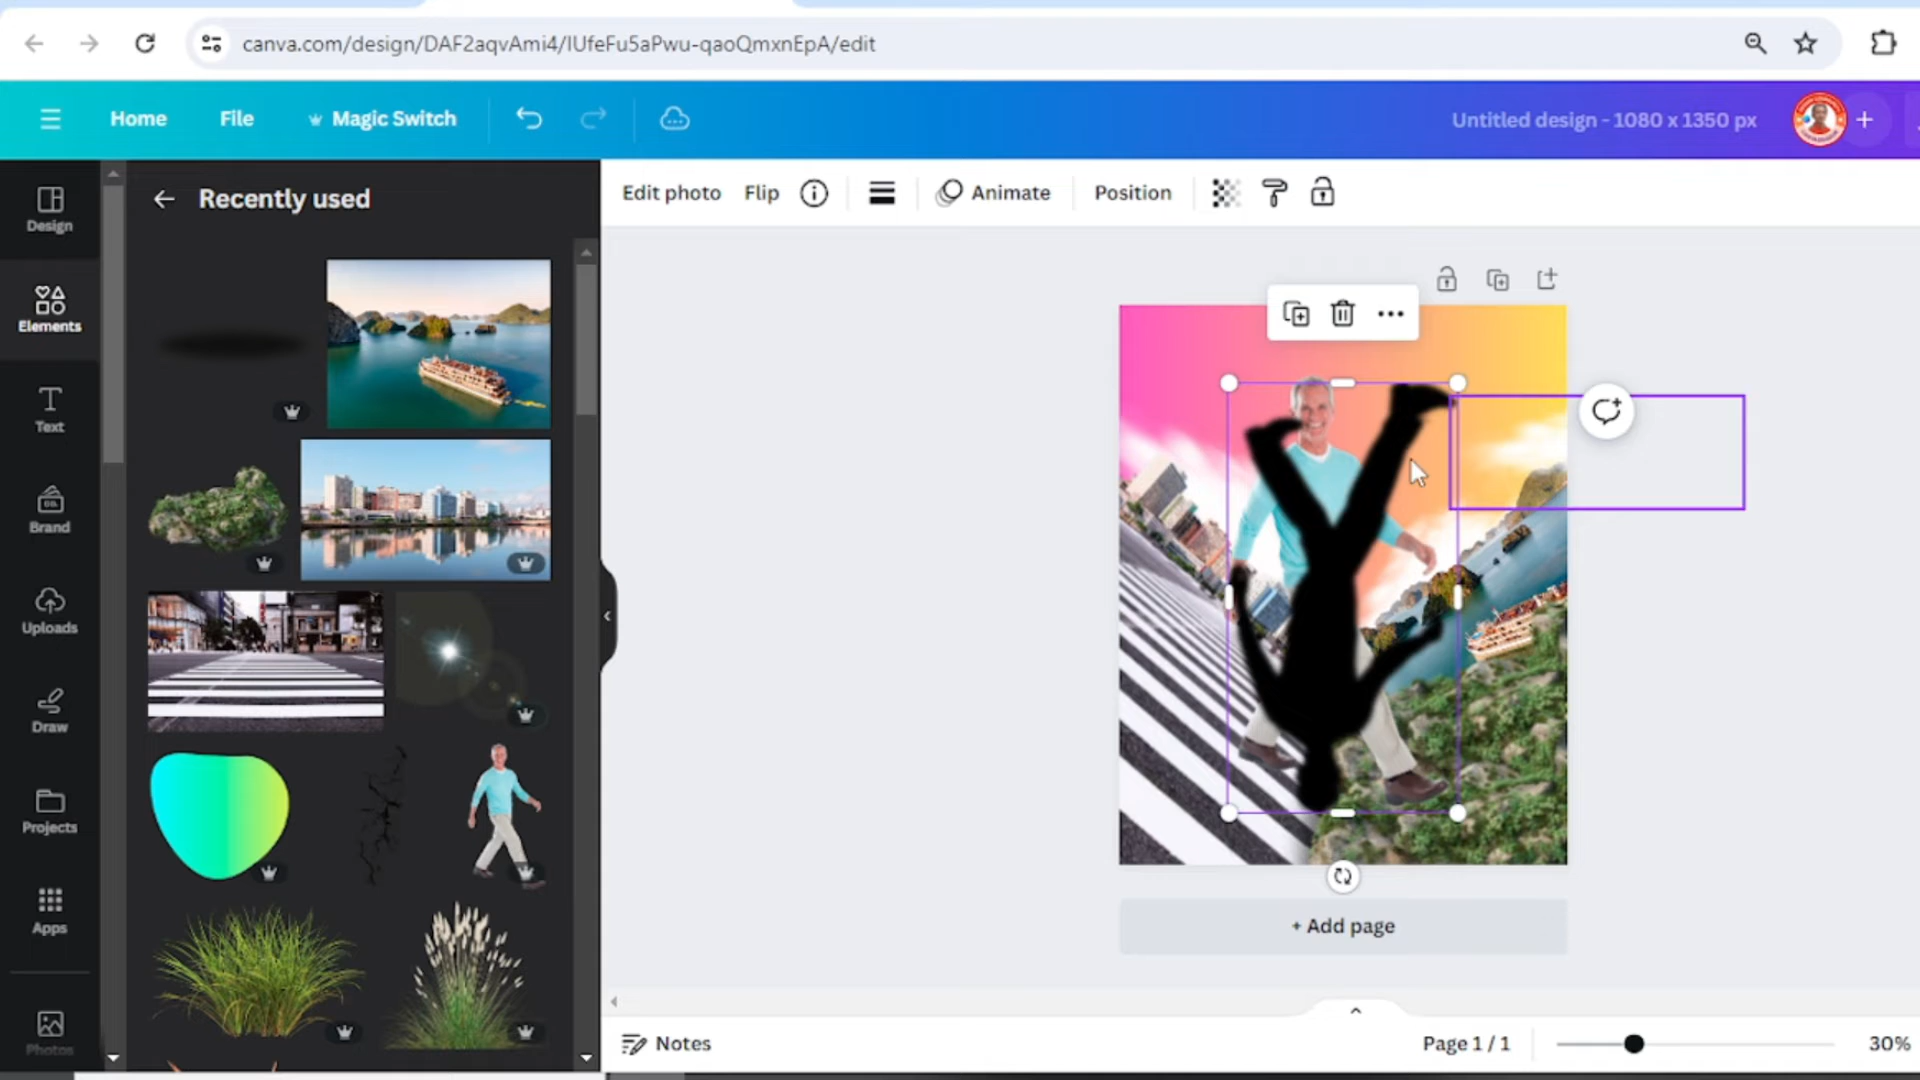 canva.com/design/DAF2aqvAmi4/IUfeFu5aPwu-qaoQmxnEpA/edit
Home File Magic Switch
Untitled design - 1080 x 1350 px
Design
Elements
Text
Brand
Uploads
Draw
Projects
Apps
Photos
Recently used
Edit photo Flip Animate Position
+ Add page
Notes
Page 1 / 1
30%